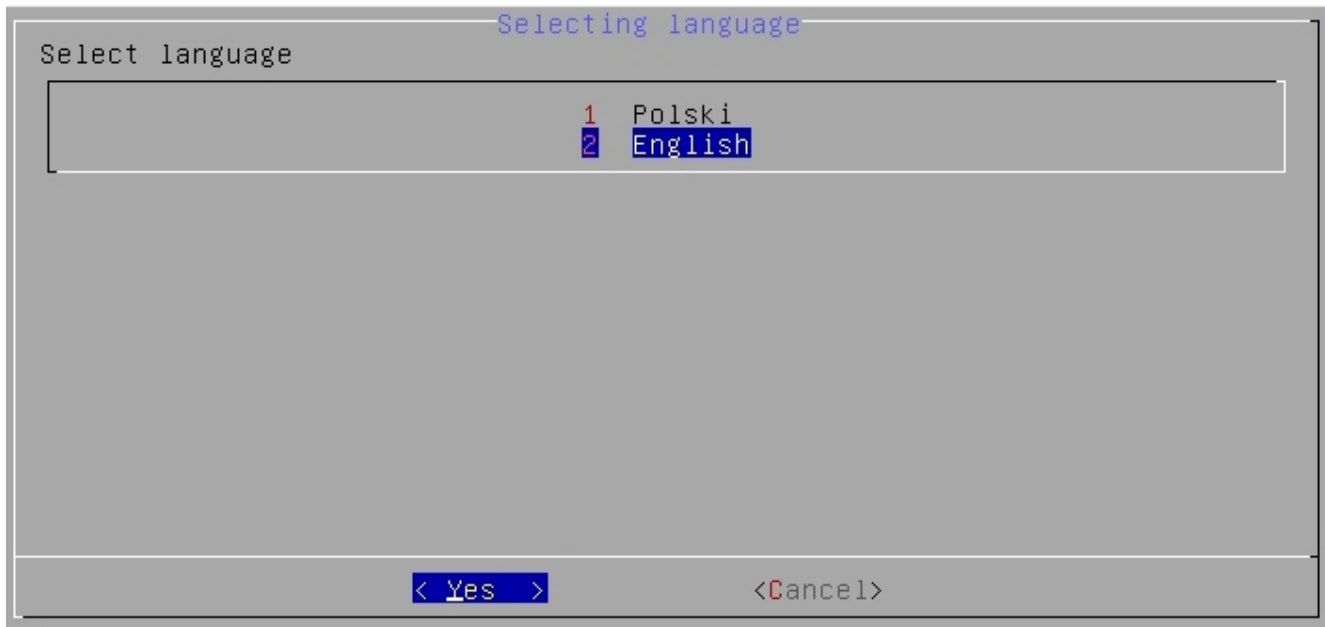 Selecting language
Select language
1 Polski
2 English
< Yes > <Cancel>